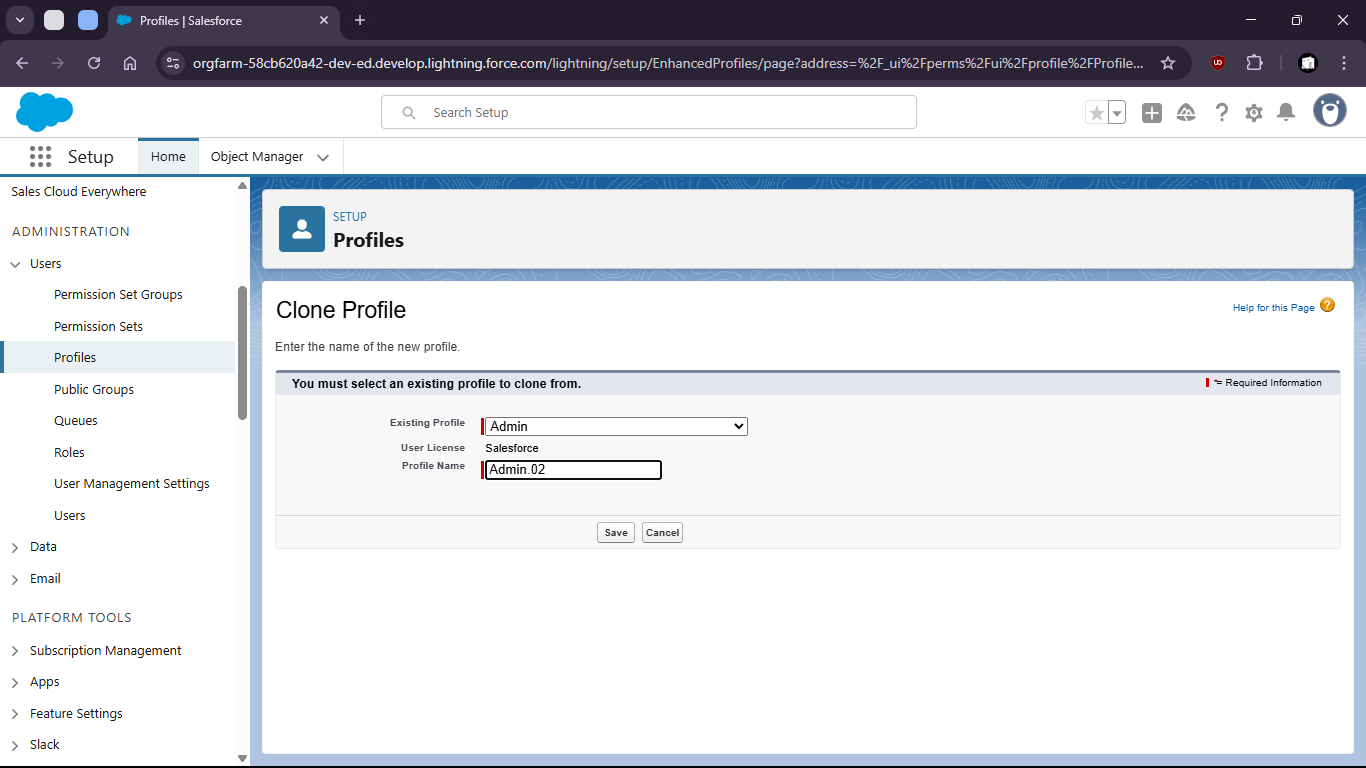 Profiles | Salesforce
orgfarm-58cb620a42-dev-ed.develop.lightning.force.com/lightning/setup/EnhancedProfiles/page?address=%2F_ui%2Fperms%2Fui%2Fprofile%2FProfile...
Search Setup
Setup
Home
Object Manager
Sales Cloud Everywhere
ADMINISTRATION
Users
Permission Set Groups
Permission Sets
Profiles
Public Groups
Queues
Roles
User Management Settings
Users
Data
Email
PLATFORM TOOLS
Subscription Management
Apps
Feature Settings
Slack
SETUP
Profiles
Clone Profile
Help for this Page
Enter the name of the new profile.
You must select an existing profile to clone from.
= Required Information
Existing Profile
Admin
User License
Salesforce
Profile Name
Admin.02
Save
Cancel